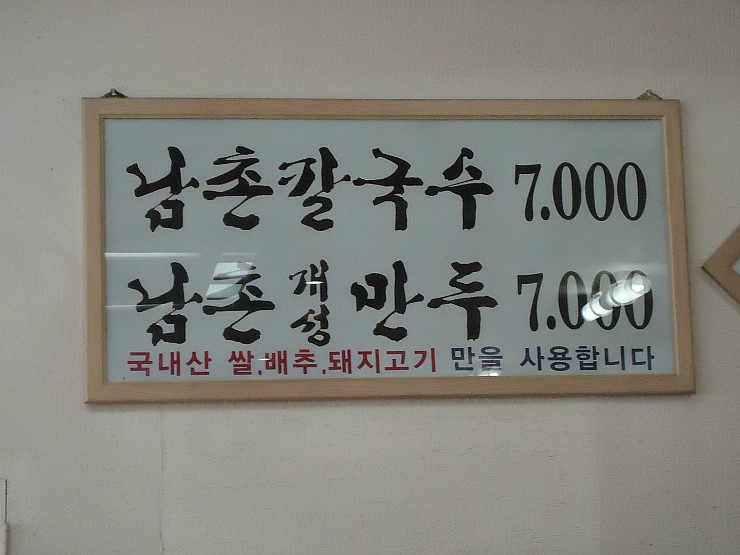 남촌칼국수 7.000
남촌개성만두 7.000
국내산 쌀,배추,돼지고기 만을 사용합니다